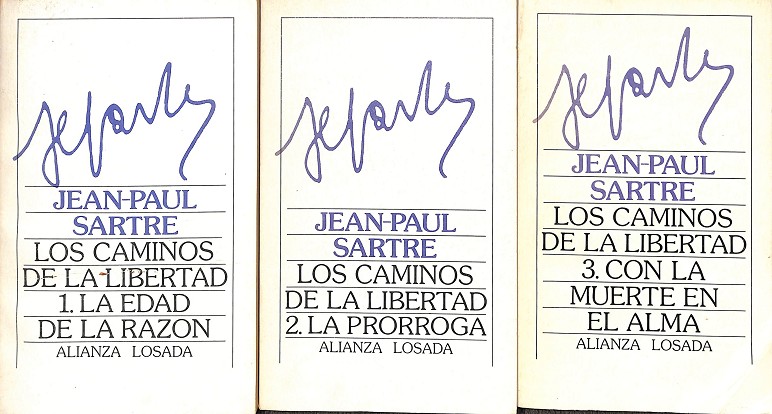 JEAN-PAUL
SARTRE
LOS CAMINOS
DE LA LIBERTAD
1. LA EDAD
DE LA RAZON
ALIANZA LOSADA
JEAN-PAUL
SARTRE
LOS CAMINOS
DE LA LIBERTAD
2. LA PRORROGA
ALIANZA LOSADA
JEAN-PAUL
SARTRE
LOS CAMINOS
DE LA LIBERTAD
3. CON LA
MUERTE EN
EL ALMA
ALIANZA LOSADA